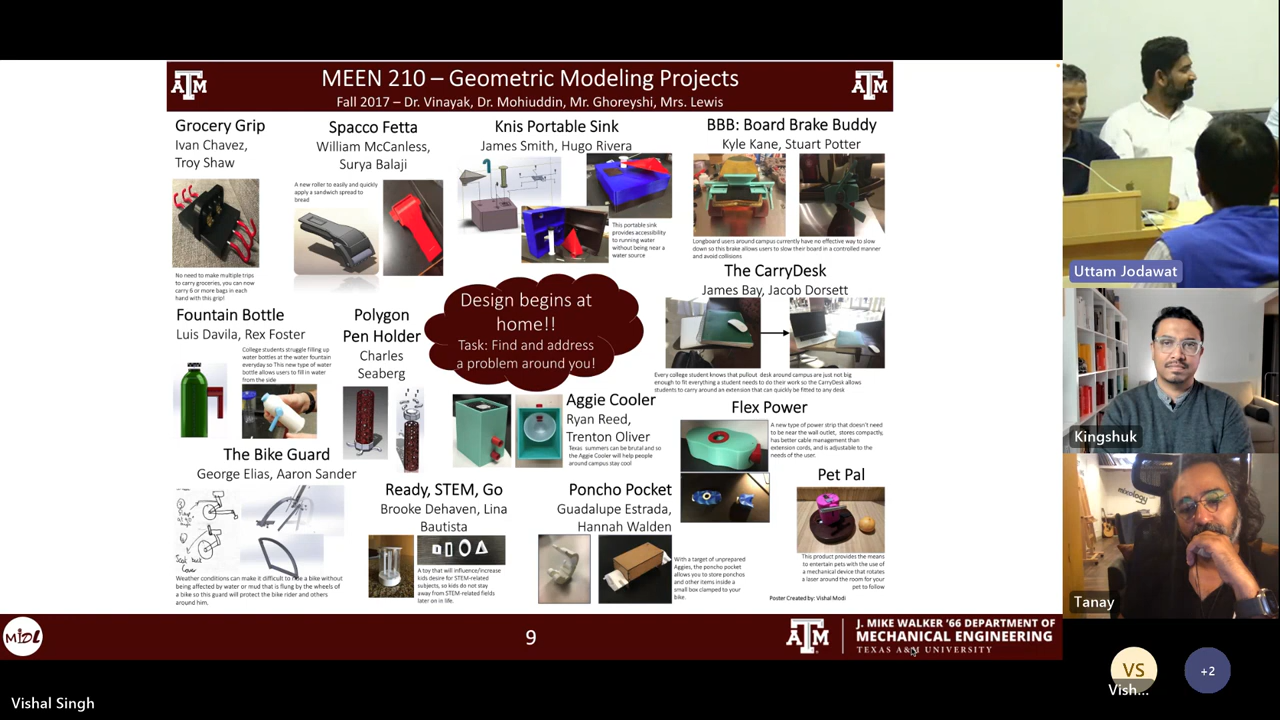 MEEN 210 – Geometric Modeling Projects
Fall 2017 – Dr. Vinayak, Dr. Mohiuddin, Mr. Ghoreyshi, Mrs. Lewis
Grocery Grip
Ivan Chavez,
Troy Shaw
No need to make multiple trips
to carry groceries, you can now
carry 6 or more bags in each
hand with this grip!
Spacco Fetta
William McCanless,
Surya Balaji
A new roller to easily and quickly
apply a sandwich spread to
bread
Knis Portable Sink
James Smith, Hugo Rivera
This portable sink
provides accessibility
to running water
without being near a
water source
BBB: Board Brake Buddy
Kyle Kane, Stuart Potter
Longboard users around campus currently have no effective way to slow
down so this brake allows users to slow their board in a controlled manner
and avoid collisions
The CarryDesk
James Bay, Jacob Dorsett
Every college student knows that pullout desk around campus are just not big
enough to fit everything a student needs to do their work so the CarryDesk allows
students to carry around an extension that can quickly be fitted to any desk
Design begins at
home!!
Task: Find and address
a problem around you!
Fountain Bottle
Luis Davila, Rex Foster
College students struggle filling up
water bottles at the water fountain
everyday so This new type of water
bottle allows users to fill in water
from the side
Polygon
Pen Holder
Charles
Seaberg
Aggie Cooler
Ryan Reed,
Trenton Oliver
Texas summers can be brutal and so
the Aggie Cooler will help people
around campus stay cool
Flex Power
A new type of power strip that doesn't need
to be near the wall outlet, stores compactly,
has better cable management than
extension cords, and is adjustable to the
needs of the user.
The Bike Guard
George Elias, Aaron Sander
Weather conditions can make it difficult to ride a bike without
being affected by water or mud that is flung by the wheels of
a bike so this guard will protect the bike rider and others
around him.
Ready, STEM, Go
Brooke Dehaven, Lina
Bautista
A toy that will influence/increase
kids desire for STEM-related
subjects, so kids do not stay
away from STEM-related fields
later on in life.
Poncho Pocket
Guadalupe Estrada,
Hannah Walden
With a target of unprepared
Aggies, the poncho pocket
allows you to store ponchos
and other items inside a
small box clamped to your
bike.
Pet Pal
This product provides the means
to entertain pets with the use of
a mechanical device that rotates
a laser around the room for your
pet to follow
Poster Created by: Vishal Modi
MIDL
9
ATM
J. MIKE WALKER '66 DEPARTMENT OF
MECHANICAL ENGINEERING
TEXAS A&M UNIVERSITY
Vishal Singh
Uttam Jodawat
Kingshuk
mixology
Tanay
VS
Vish...
+2